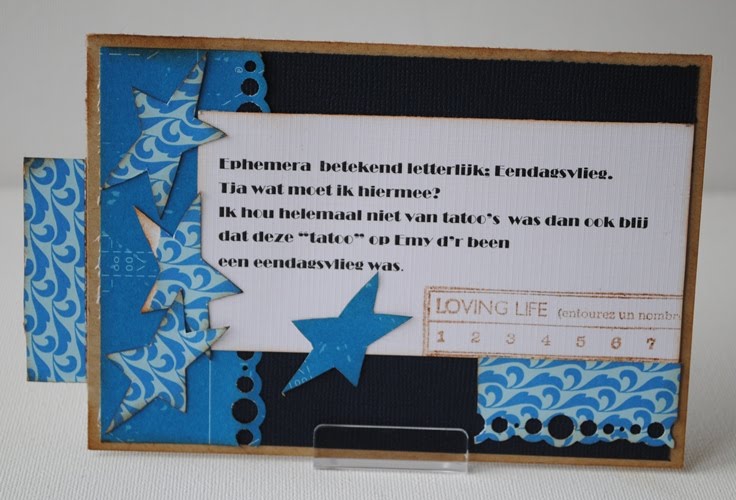 Ephemera betekend letterlijk: Eendagsvlieg.
Tja wat moet ik hiermee?
Ik hou helemaal niet van tatoo's was dan ook blij
dat deze "tatoo" op Emy d'r been
een eendagsvlieg was.
LOVING LIFE (entourez un nombre
1 2 3 4 5 6 7